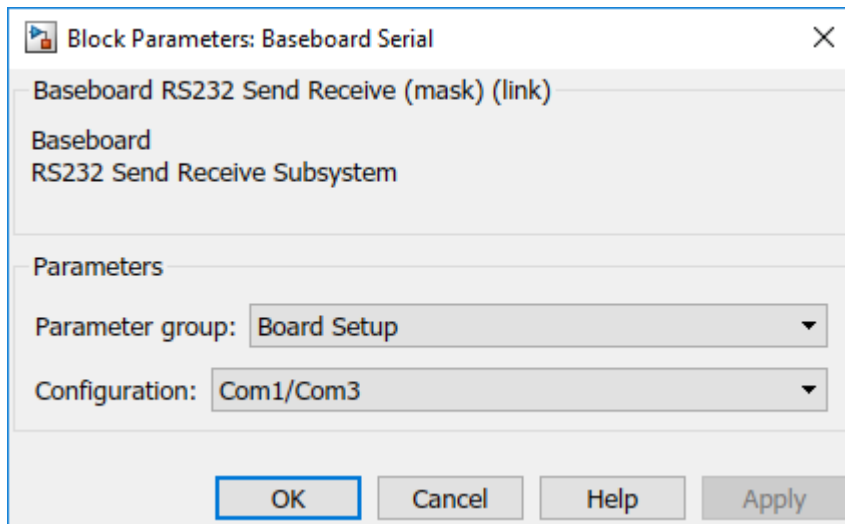 Block Parameters: Baseboard Serial
Baseboard RS232 Send Receive (mask) (link)
Baseboard
RS232 Send Receive Subsystem
Parameters
Parameter group: Board Setup
Configuration: Com1/Com3
OK Cancel Help Apply